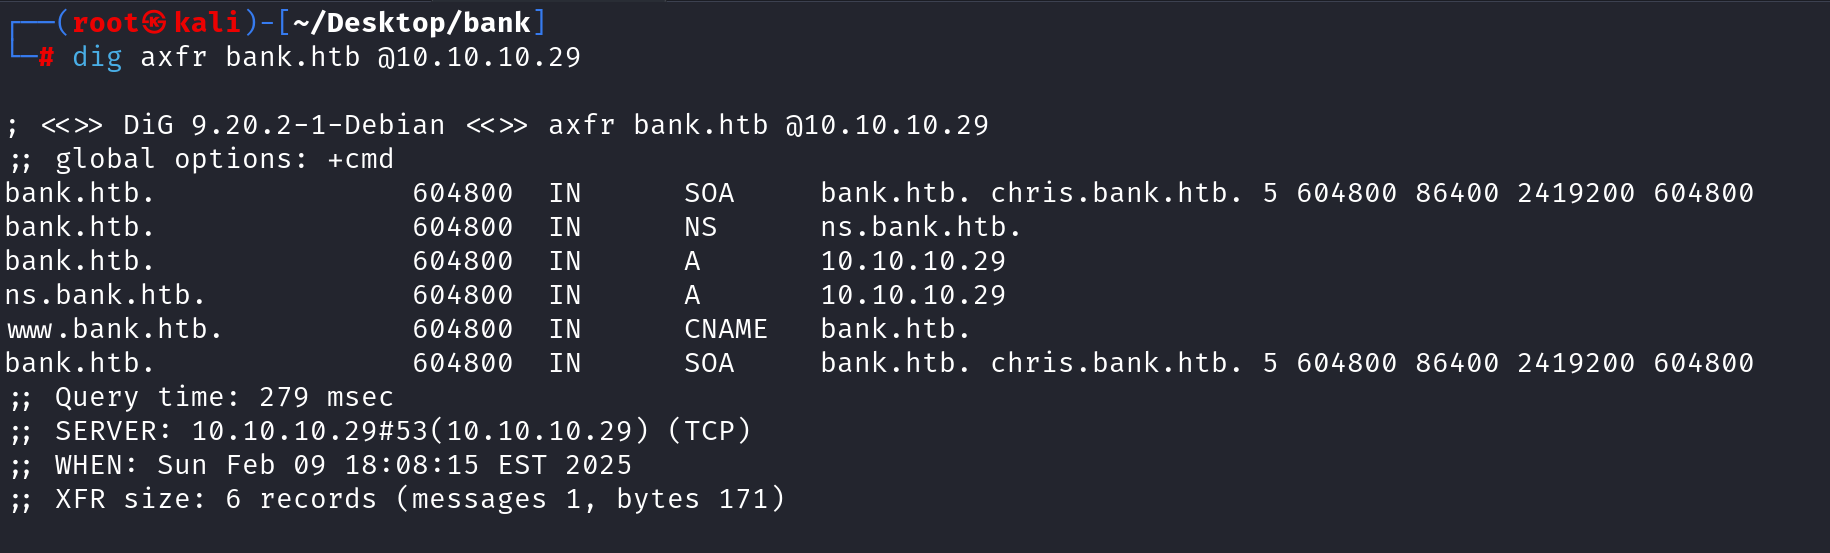 ┌──(root㉿kali)-[~/Desktop/bank]
└─# dig axfr bank.htb @10.10.10.29
; <<>> DiG 9.20.2-1-Debian <<>> axfr bank.htb @10.10.10.29
;; global options: +cmd
bank.htb. 604800 IN SOA bank.htb. chris.bank.htb. 5 604800 86400 2419200 604800
bank.htb. 604800 IN NS ns.bank.htb.
bank.htb. 604800 IN A 10.10.10.29
ns.bank.htb. 604800 IN A 10.10.10.29
www.bank.htb. 604800 IN CNAME bank.htb.
bank.htb. 604800 IN SOA bank.htb. chris.bank.htb. 5 604800 86400 2419200 604800
;; Query time: 279 msec
;; SERVER: 10.10.10.29#53(10.10.10.29) (TCP)
;; WHEN: Sun Feb 09 18:08:15 EST 2025
;; XFR size: 6 records (messages 1, bytes 171)